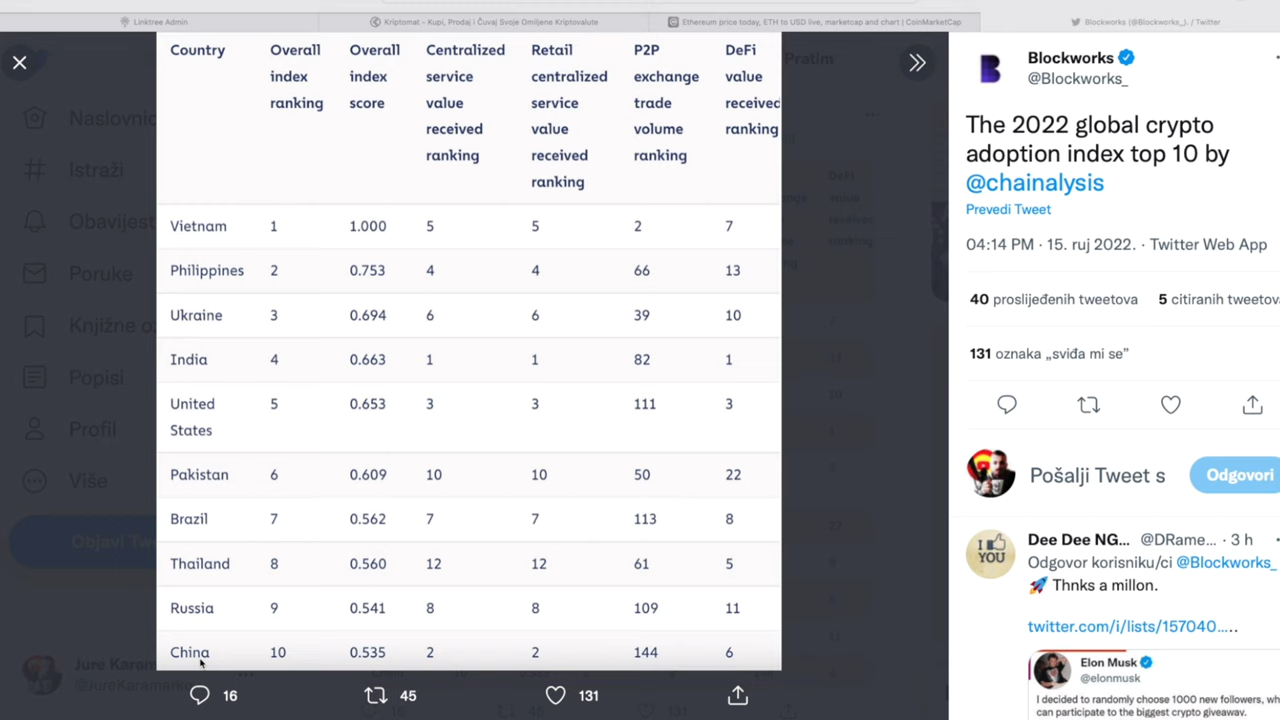 Linktree Admin
Kriptomat - Kupi, Prodaj i Čuvaj Svoje Omiljene Kriptovalute
Ethereum price today, ETH to USD live, marketcap and chart | CoinMarketCap
Blockworks (@Blockworks_). / Twitter
Naslovnic
Istraži
Obavijest
Poruke
Knjižne oz
Popisi
Profil
Više
Objavi Tw
Jure Karam
@JureKaramarko
Pratim
Country
Overall index ranking
Overall index score
Centralized service value received ranking
Retail centralized service value received ranking
P2P exchange trade volume ranking
DeFi value received ranking
Vietnam 1 1.000 5 5 2 7
Philippines 2 0.753 4 4 66 13
Ukraine 3 0.694 6 6 39 10
India 4 0.663 1 1 82 1
United States 5 0.653 3 3 111 3
Pakistan 6 0.609 10 10 50 22
Brazil 7 0.562 7 7 113 8
Thailand 8 0.560 12 12 61 5
Russia 9 0.541 8 8 109 11
China 10 0.535 2 2 144 6
16 45 131
Blockworks
@Blockworks_
The 2022 global crypto
adoption index top 10 by
@chainalysis
Prevedi Tweet
04:14 PM · 15. ruj 2022. · Twitter Web App
40 proslijeđenih tweetova 5 citiranih tweetov
131 oznaka „sviđa mi se”
Pošalji Tweet s
Odgovori
Dee Dee NG... @DRame... · 3 h
Odgovor korisniku/ci @Blockworks_
🚀 Thnks a millon.
twitter.com/i/lists/157040.....
I 👍 YOU
Elon Musk
@elonmusk
I decided to randomly choose 1000 new followers, wh
can participate to the biggest crypto giveaway.